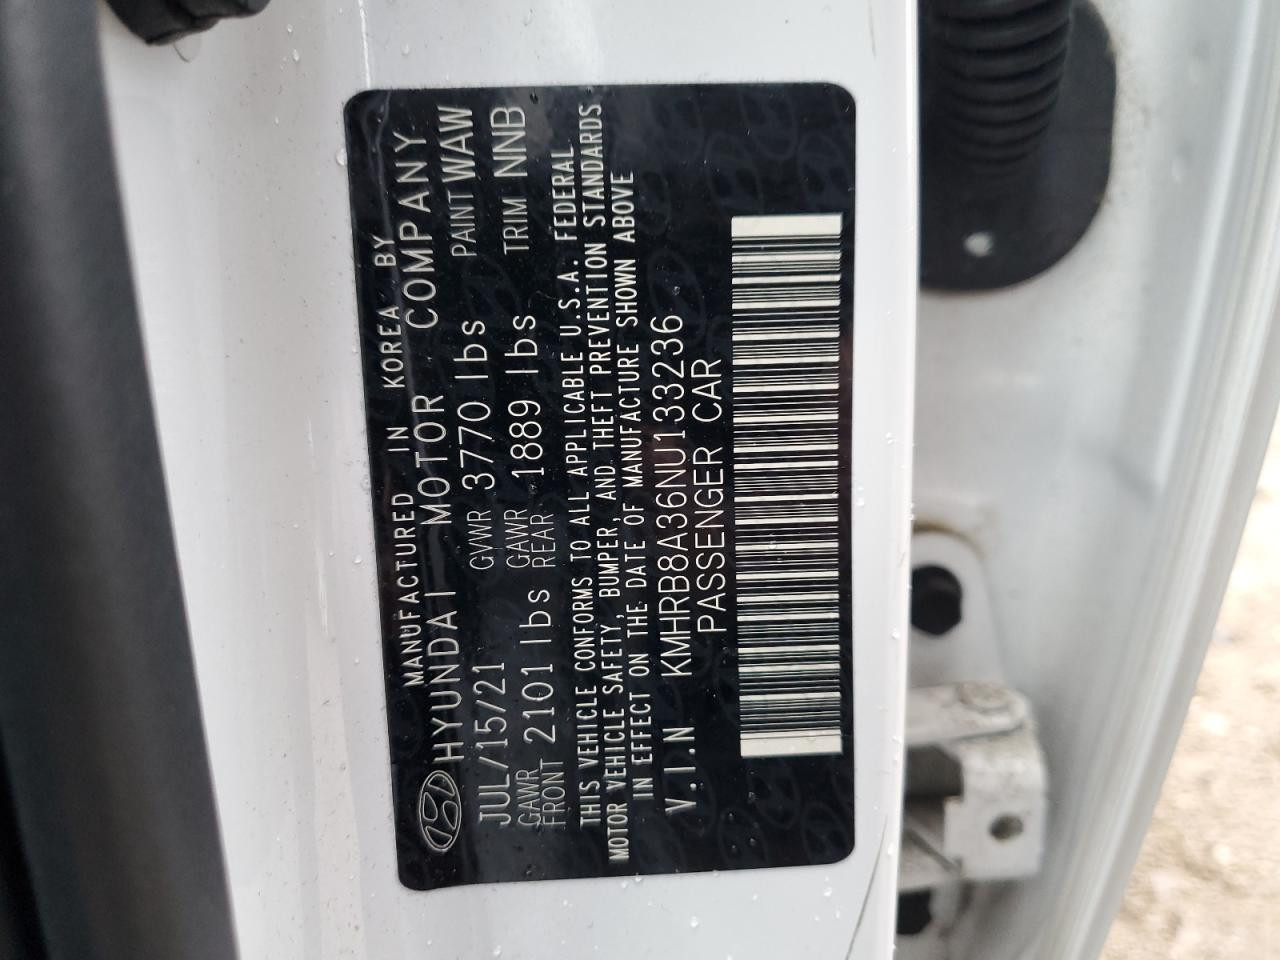 MANUFACTURED IN KOREA BY
HYUNDAI MOTOR COMPANY
JUL/15/21 GVWR 3770 lbs PAINT WAW
GAWR FRONT 2101 lbs GAWR REAR 1889 lbs TRIM NNB
THIS VEHICLE CONFORMS TO ALL APPLICABLE U.S.A. FEDERAL
MOTOR VEHICLE SAFETY, BUMPER, AND THEFT PREVENTION STANDARDS
IN EFFECT ON THE DATE OF MANUFACTURE SHOWN ABOVE
V.I.N KMHRB8A36NU133236
PASSENGER CAR